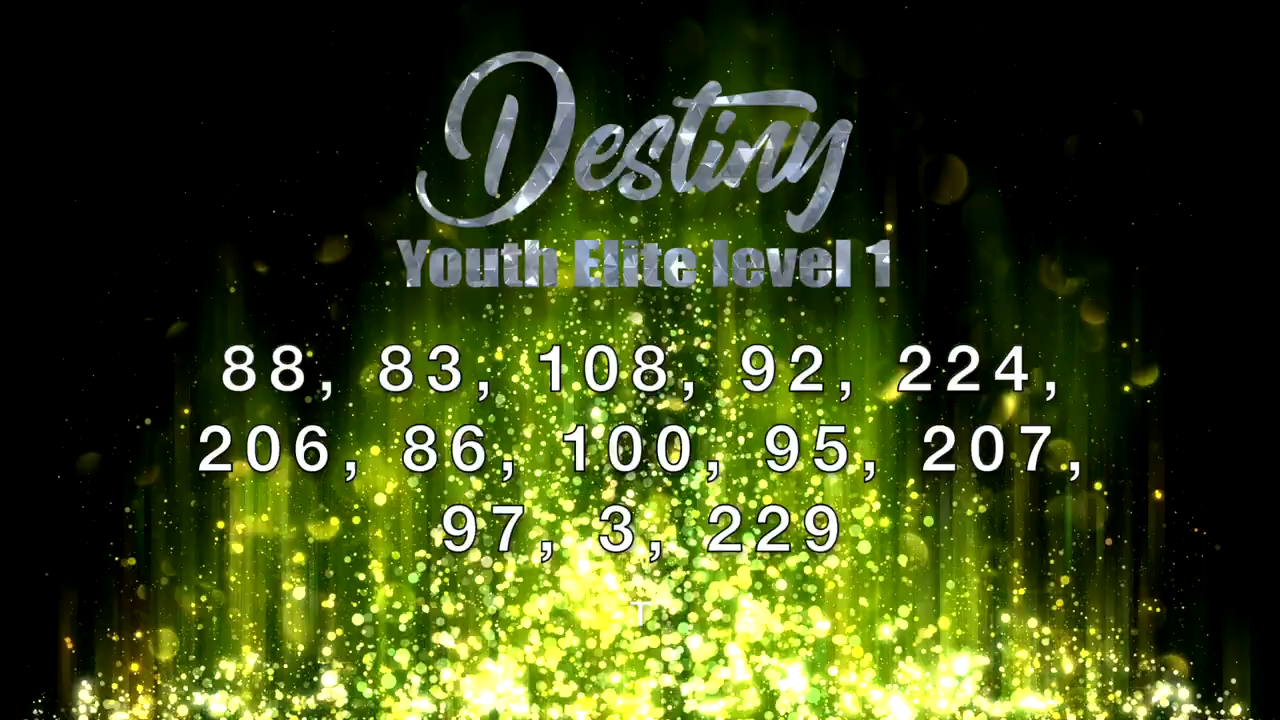 Destiny
Youth Elite level 1
88, 83, 108, 92, 224,
206, 86, 100, 95, 207,
97, 3, 229
T